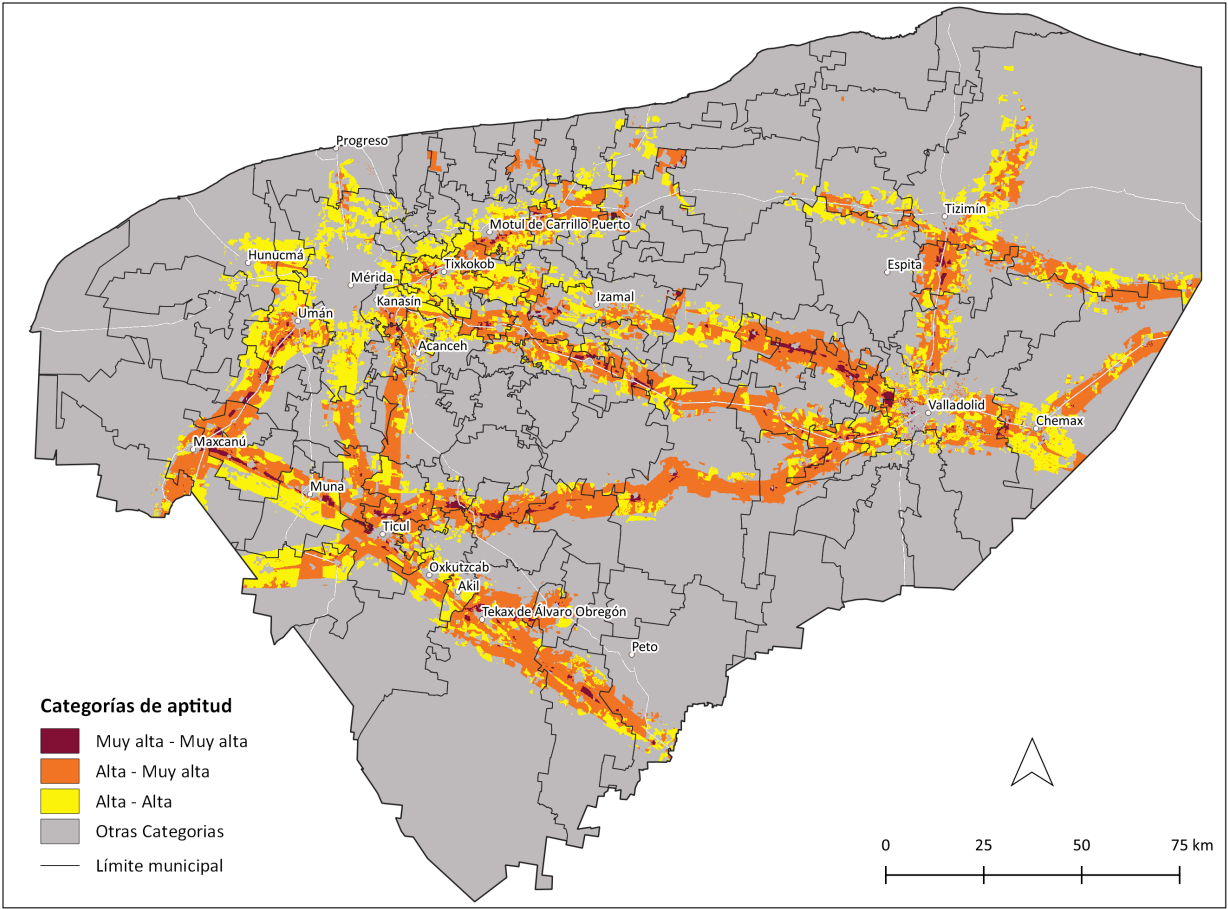 Progreso
Tizimín
Motul de Carrillo Puerto
Hunucmá
Tixkokob
Espita
Mérida
Izamal
Kanasín
Umán
Acanceh
Valladolid
Chemax
Maxcanú
Muna
Ticul
Oxkutzcab
Akil
Tekax de Álvaro Obregón
Peto
Categorías de aptitud
Muy alta - Muy alta
Alta - Muy alta
Alta - Alta
Otras Categorias
Límite municipal
0 25 50 75 km